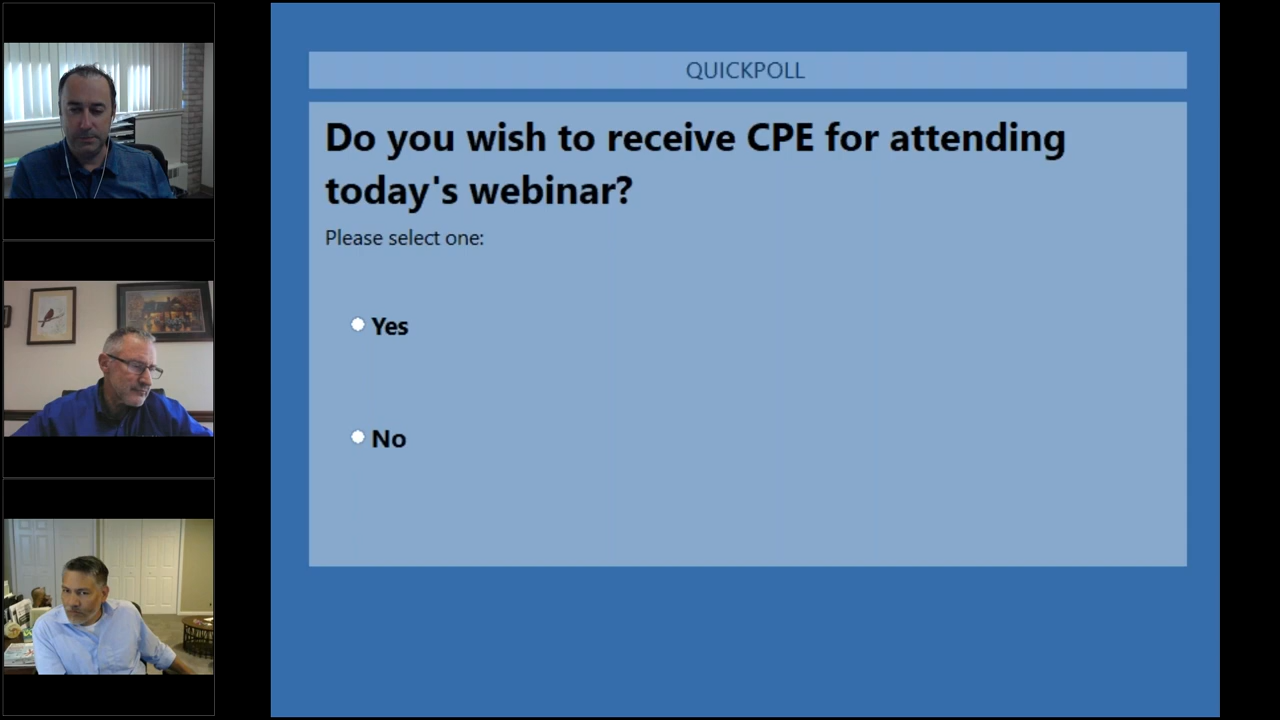 QUICKPOLL
Do you wish to receive CPE for attending
today's webinar?
Please select one:
Yes
No